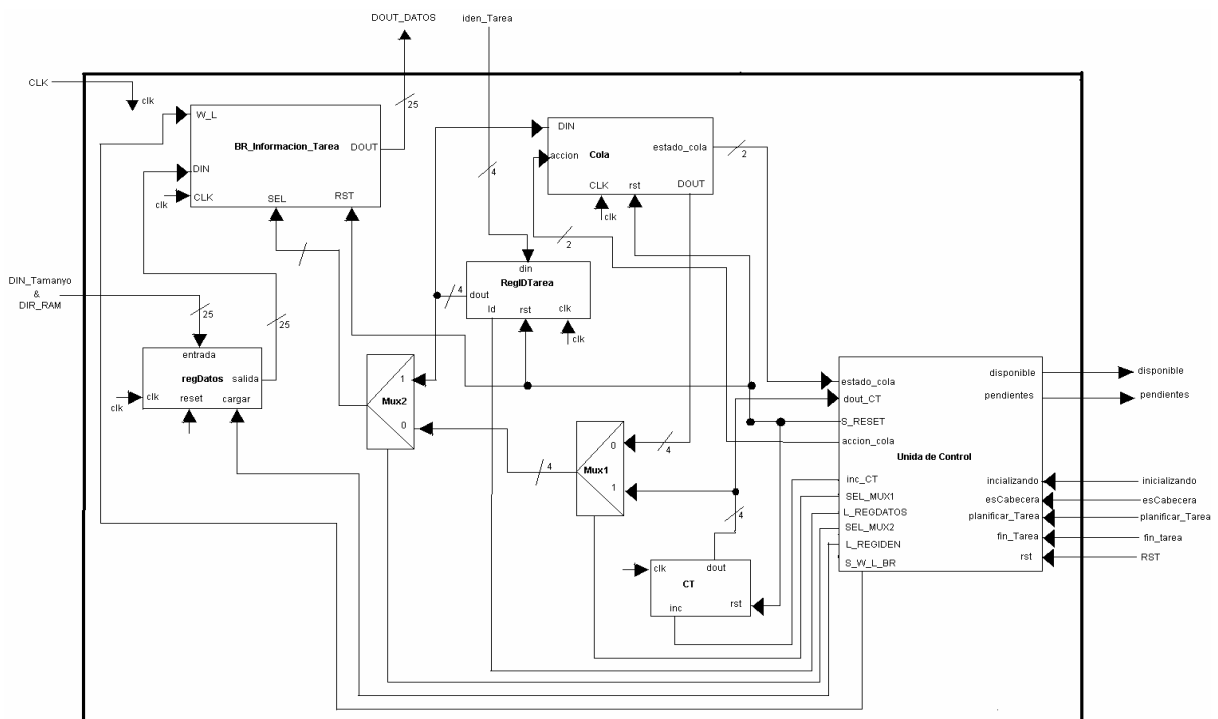 DOUT_DATOS
iden_Tarea
CLK
clk
25
W_L
BR_Informacion_Tarea
DOUT
DIN
CLK
SEL
RST
clk
DIN
Cola
estado_cola
accion
CLK
rst
DOUT
clk
2
4
2
din
RegIDTarea
dout
ld
rst
clk
clk
4
DIN_Tamanyo
&
DIR_RAM
25
25
entrada
regDatos
salida
clk
reset
cargar
clk
1
Mux2
0
0
Mux1
1
4
4
4
clk
dout
CT
rst
inc
estado_cola
dout_CT
S_RESET
accion_cola
Unida de Control
inc_CT
SEL_MUX1
L_REGDATOS
SEL_MUX2
L_REGIDEN
S_W_L_BR
disponible
pendientes
incializando
esCabecera
planificar_Tarea
fin_Tarea
rst
disponible
pendientes
inicializando
esCabecera
planificar_Tarea
fin_tarea
RST